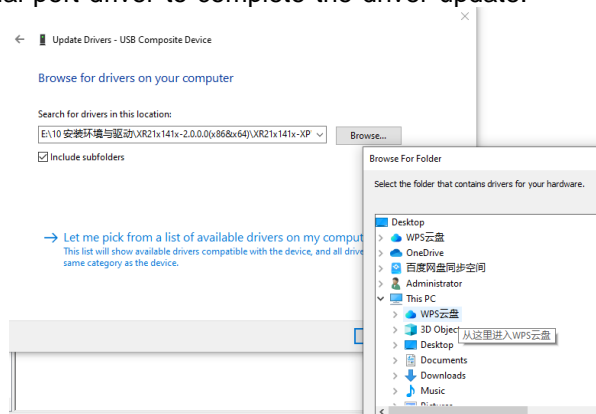 port driver to complete the driver update.
Update Drivers - USB Composite Device
Browse for drivers on your computer
Search for drivers in this location:
E:\10 安装环境与驱动\XR21x141x-2.0.0.0(x86&x64)\XR21x141x-XP
Browse...
Include subfolders
Let me pick from a list of available drivers on my comput
This list will show available drivers compatible with the device, and all drive
same category as the device.
Browse For Folder
Select the folder that contains drivers for your hardware.
Desktop
WPS云盘
OneDrive
百度网盘同步空间
Administrator
This PC
WPS云盘
3D Objec
从这里进入WPS云盘
Desktop
Documents
Downloads
Music